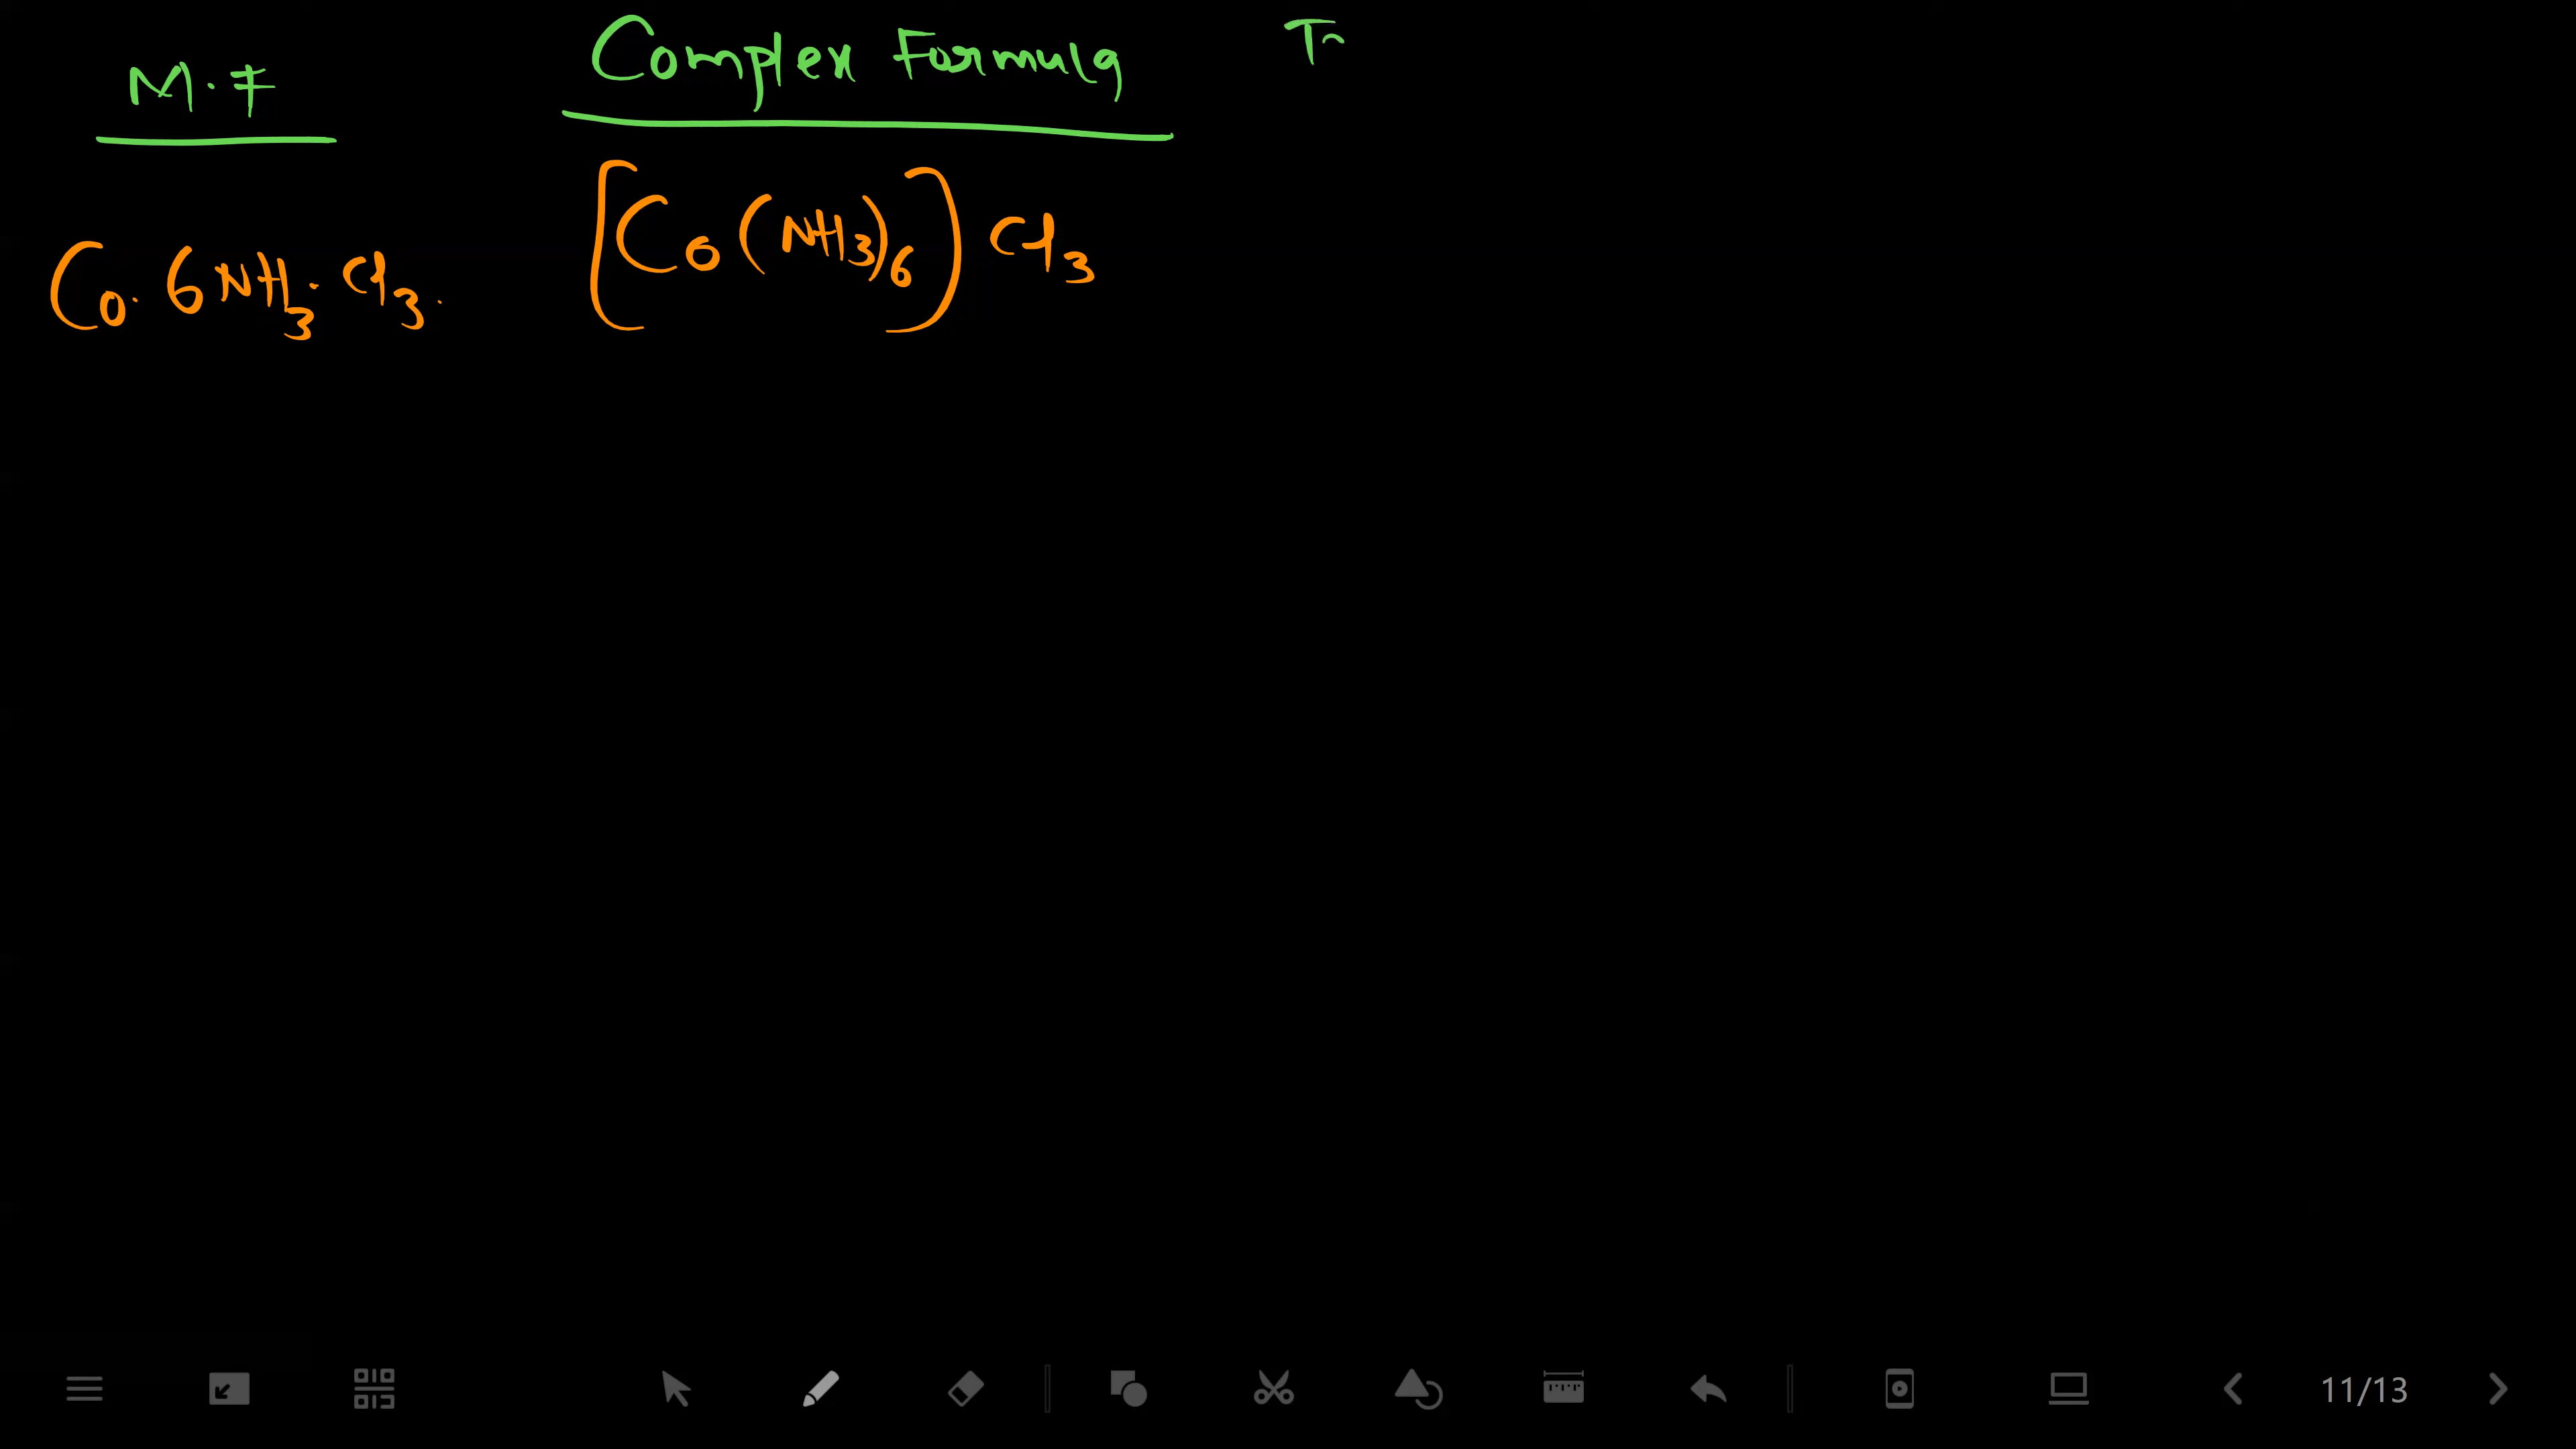 M.F
Complex Formula
Co. 6NH3. Cl3.
[Co(NH3)6] Cl3
11/13